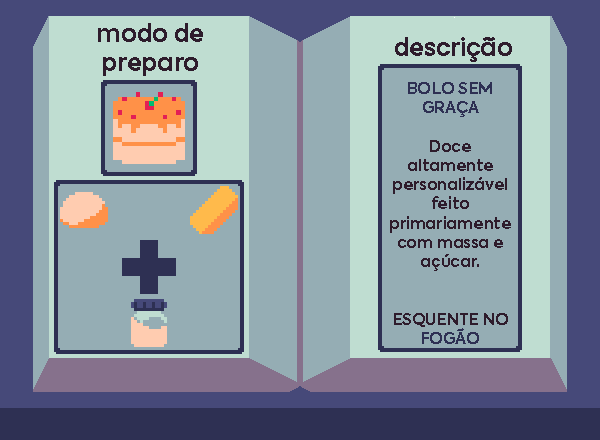 modo de
preparo
descrição
BOLO SEM
GRAÇA
Doce
altamente
personalizável
feito
primariamente
com massa e
açúcar.
ESQUENTE NO
FOGÃO